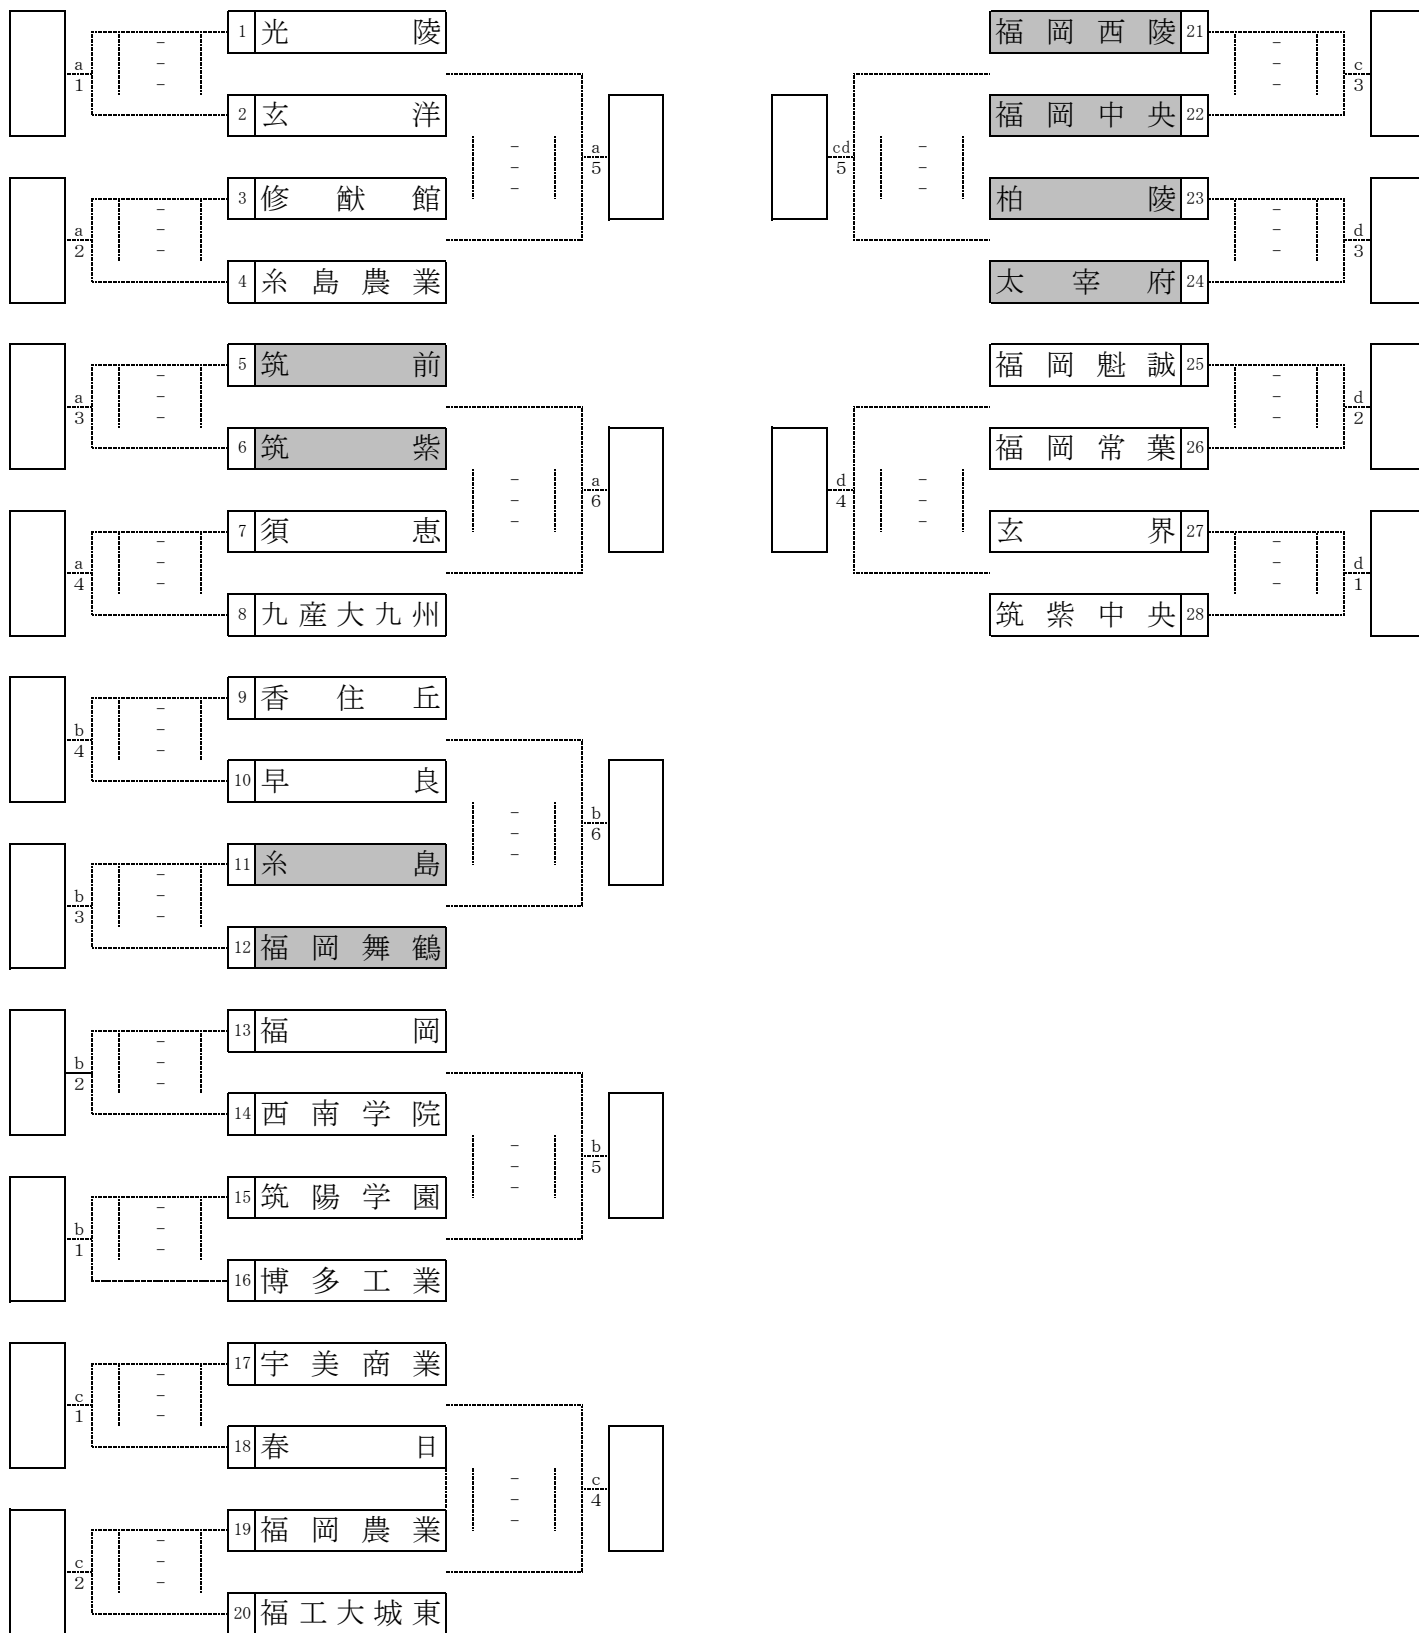 1 光陵
-
-
-
a
1
2 玄洋
-
-
-
a
5
3 修猷館
-
-
-
a
2
4 糸島農業
5 筑前
-
-
-
a
3
6 筑紫
-
-
-
a
6
7 須恵
-
-
-
a
4
8 九産大九州
9 香住丘
-
-
-
b
4
10 早良
-
-
-
b
6
11 糸島
-
-
-
b
3
12 福岡舞鶴
13 福岡
-
-
-
b
2
14 西南学院
-
-
-
b
5
15 筑陽学園
-
-
-
b
1
16 博多工業
17 宇美商業
-
-
-
c
1
18 春日
-
-
-
c
4
19 福岡農業
-
-
-
c
2
20 福工大城東
福岡西陵 21
-
-
-
c
3
福岡中央 22
cd
5
-
-
-
柏陵 23
-
-
-
d
3
太宰府 24
福岡魁誠 25
-
-
-
d
2
福岡常葉 26
d
4
-
-
-
玄界 27
-
-
-
d
1
筑紫中央 28